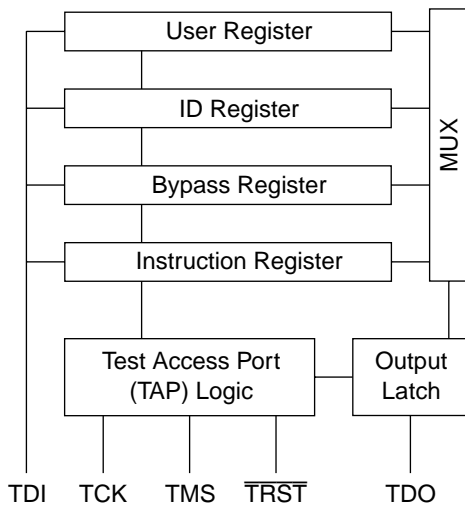 User Register
ID Register
Bypass Register
Instruction Register
MUX
Test Access Port
(TAP) Logic
Output
Latch
TDI
TCK
TMS
T̅R̅S̅T̅
TDO